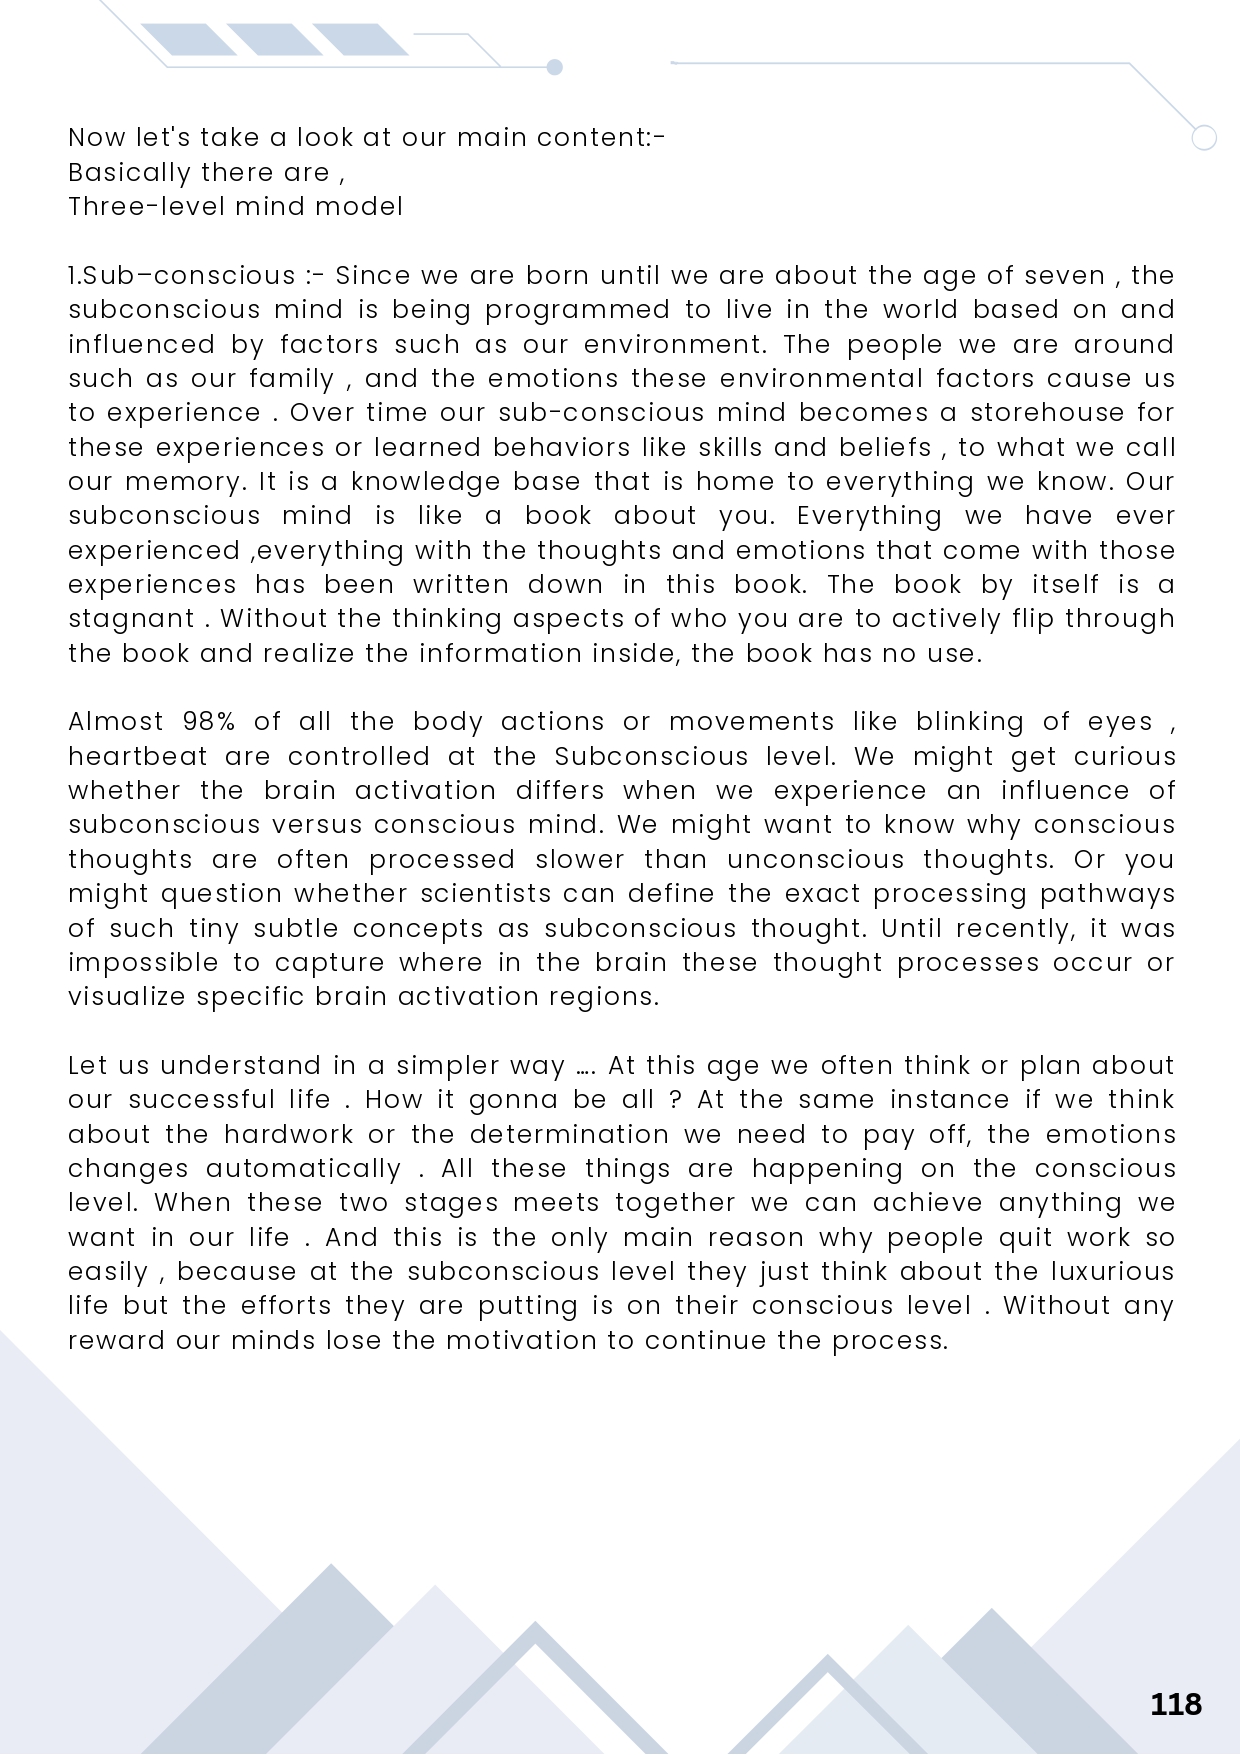 Now let's take a look at our main content:-
Basically there are ,
Three-level mind model
1.Sub–conscious :- Since we are born until we are about the age of seven , the
subconscious mind is being programmed to live in the world based on and
influenced by factors such as our environment. The people we are around
such as our family , and the emotions these environmental factors cause us
to experience . Over time our sub-conscious mind becomes a storehouse for
these experiences or learned behaviors like skills and beliefs , to what we call
our memory. It is a knowledge base that is home to everything we know. Our
subconscious mind is like a book about you. Everything we have ever
experienced ,everything with the thoughts and emotions that come with those
experiences has been written down in this book. The book by itself is a
stagnant . Without the thinking aspects of who you are to actively flip through
the book and realize the information inside, the book has no use.
Almost 98% of all the body actions or movements like blinking of eyes ,
heartbeat are controlled at the Subconscious level. We might get curious
whether the brain activation differs when we experience an influence of
subconscious versus conscious mind. We might want to know why conscious
thoughts are often processed slower than unconscious thoughts. Or you
might question whether scientists can define the exact processing pathways
of such tiny subtle concepts as subconscious thought. Until recently, it was
impossible to capture where in the brain these thought processes occur or
visualize specific brain activation regions.
Let us understand in a simpler way …. At this age we often think or plan about
our successful life . How it gonna be all ? At the same instance if we think
about the hardwork or the determination we need to pay off, the emotions
changes automatically . All these things are happening on the conscious
level. When these two stages meets together we can achieve anything we
want in our life . And this is the only main reason why people quit work so
easily , because at the subconscious level they just think about the luxurious
life but the efforts they are putting is on their conscious level . Without any
reward our minds lose the motivation to continue the process.
118